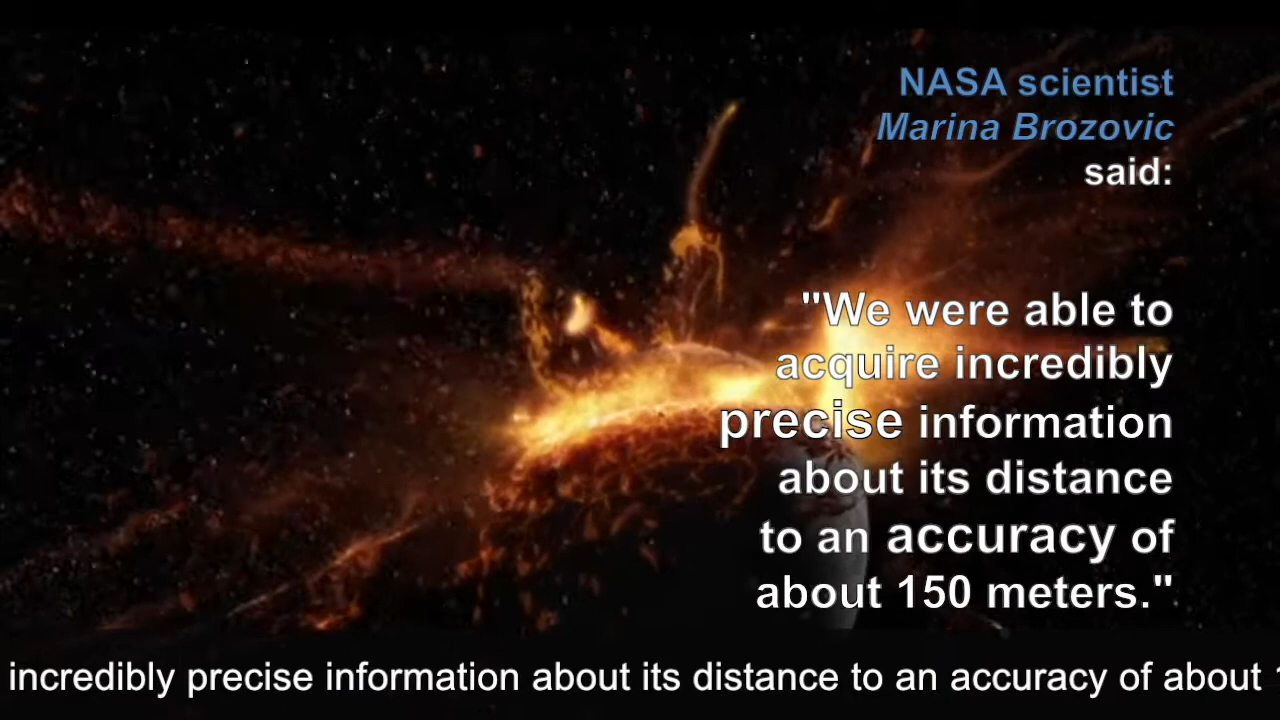 NASA scientist
Marina Brozovic
said:
"We were able to
acquire incredibly
precise information
about its distance
to an accuracy of
about 150 meters."
incredibly precise information about its distance to an accuracy of about